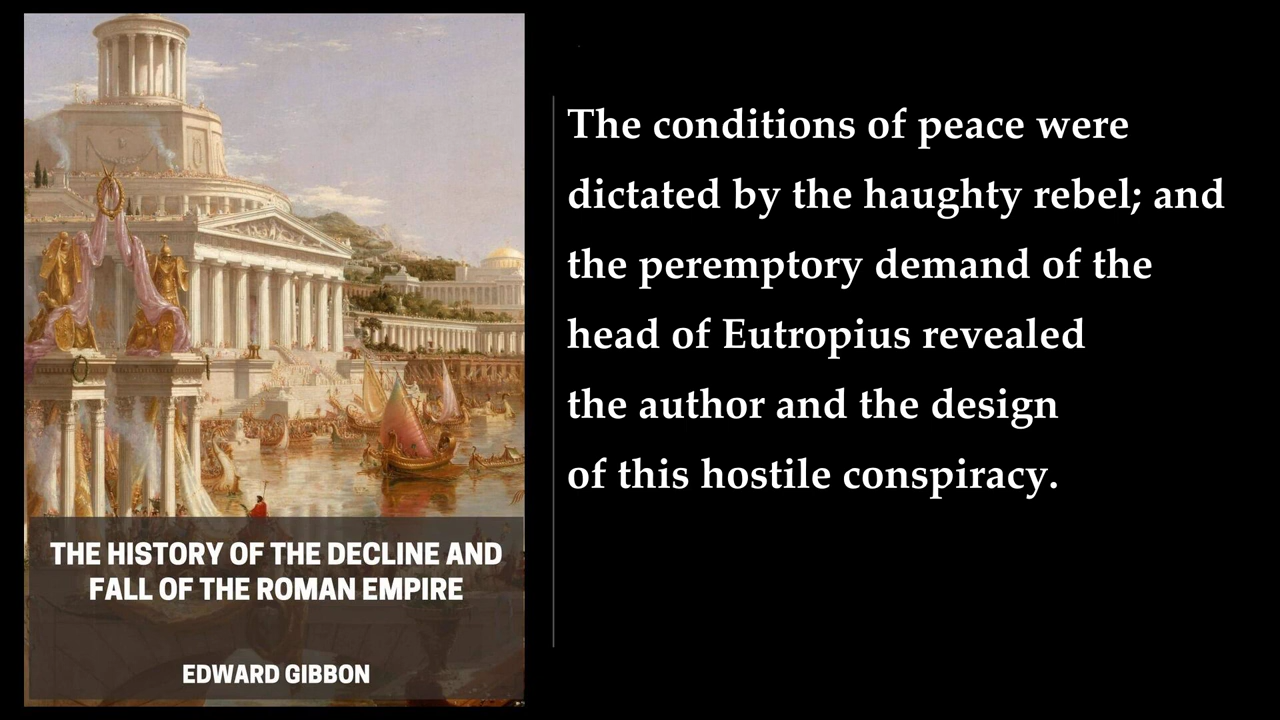 The conditions of peace were
dictated by the haughty rebel; and
the peremptory demand of the
head of Eutropius revealed
the author and the design
of this hostile conspiracy.
THE HISTORY OF THE DECLINE AND
FALL OF THE ROMAN EMPIRE
EDWARD GIBBON